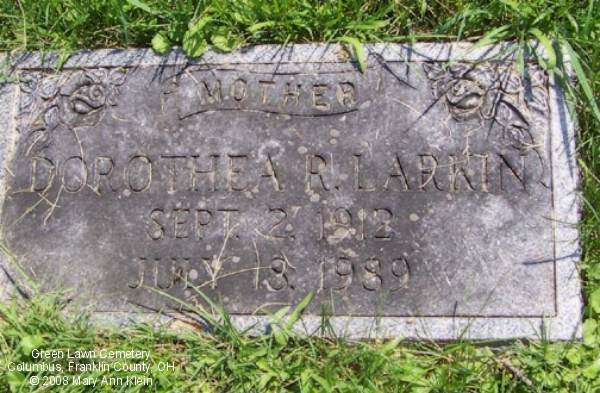 MOTHER
DOROTHEA R. LARKIN
SEPT. 2, 1912
JULY 13, 1989
Green Lawn Cemetery
Columbus, Franklin County, OH
© 2008 Mary Ann Klein